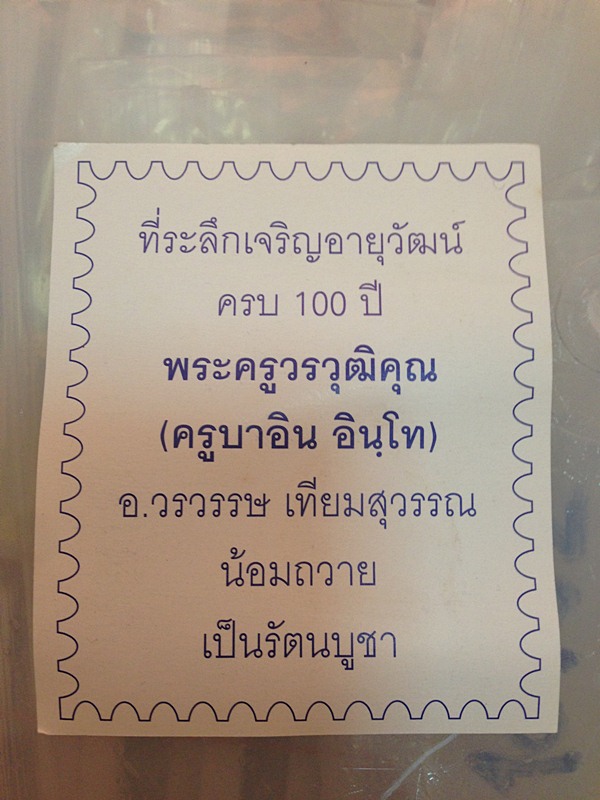 ที่ระลึกเจริญอายุวัฒน์
ครบ 100 ปี
พระครูวรวุฒิคุณ
(ครูบาอิน อินฺโท)
อ.วรวรรษ เทียมสุวรรณ
น้อมถวาย
เป็นรัตนบูชา